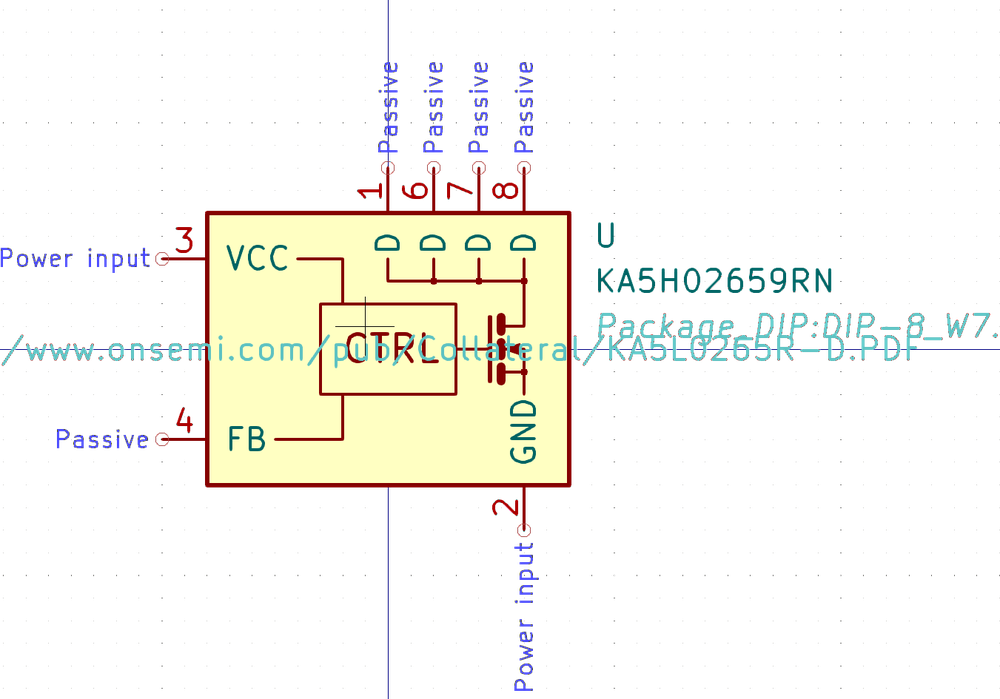 Passive
Passive
Passive
Passive
1
6
7
8
3
Power input
VCC
D
D
D
D
U
KA5H02659RN
Package_DIP:DIP-8_W7.
CTRL
/www.onsemi.com/pub/Collateral/KA5L0265R-D.PDF
4
Passive
FB
GND
2
Power input